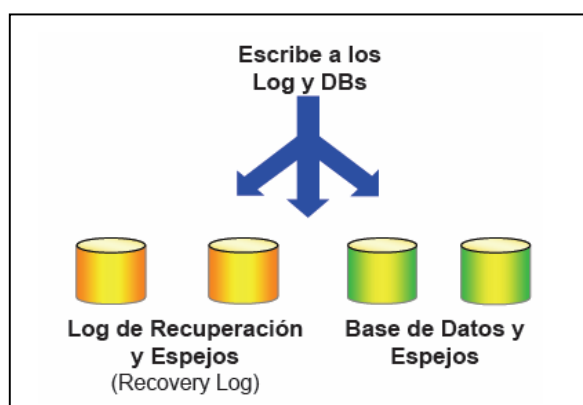 Escribe a los
Log y DBs
Log de Recuperación
y Espejos
(Recovery Log)
Base de Datos y
Espejos